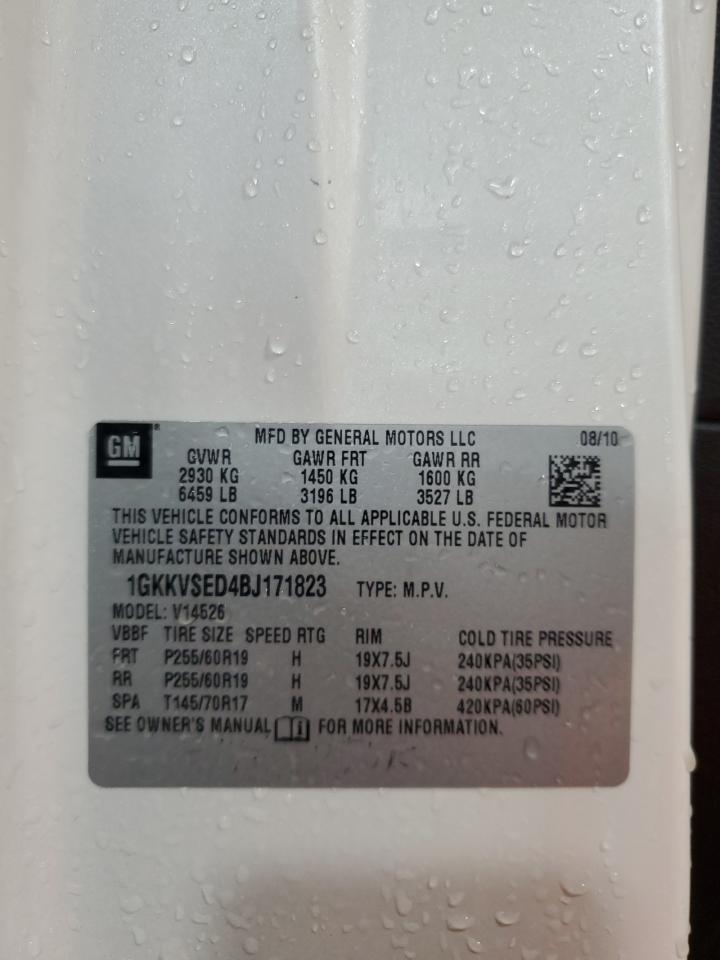 GM® MFD BY GENERAL MOTORS LLC 08/10
GVWR GAWR FRT GAWR RR
2930 KG 1450 KG 1600 KG
6459 LB 3196 LB 3527 LB
THIS VEHICLE CONFORMS TO ALL APPLICABLE U.S. FEDERAL MOTOR
VEHICLE SAFETY STANDARDS IN EFFECT ON THE DATE OF
MANUFACTURE SHOWN ABOVE.
1GKKVSED4BJ171823 TYPE: M.P.V.
MODEL: V14526
VBBF TIRE SIZE SPEED RTG RIM COLD TIRE PRESSURE
FRT P255/60R19 H 19X7.5J 240KPA(35PSI)
RR P255/60R19 H 19X7.5J 240KPA(35PSI)
SPA T145/70R17 M 17X4.5B 420KPA(60PSI)
SEE OWNER'S MANUAL i FOR MORE INFORMATION.